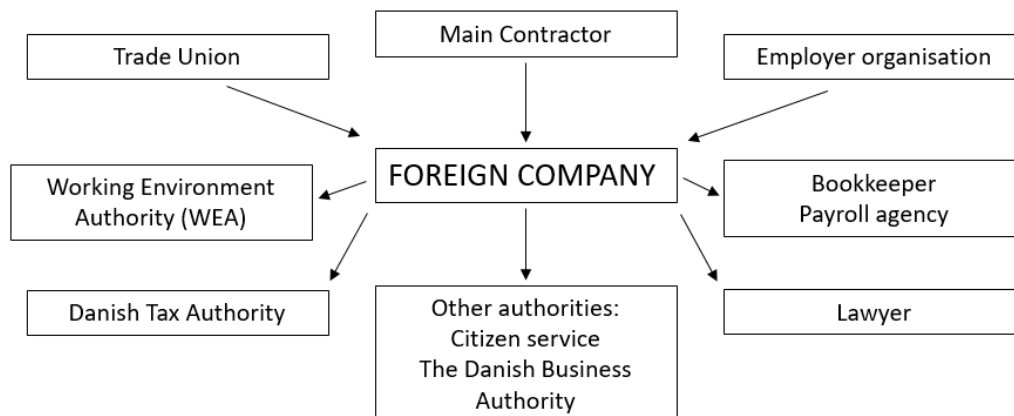 Trade Union
Main Contractor
Employer organisation
FOREIGN COMPANY
Working Environment
Authority (WEA)
Bookkeeper
Payroll agency
Danish Tax Authority
Other authorities:
Citizen service
The Danish Business
Authority
Lawyer